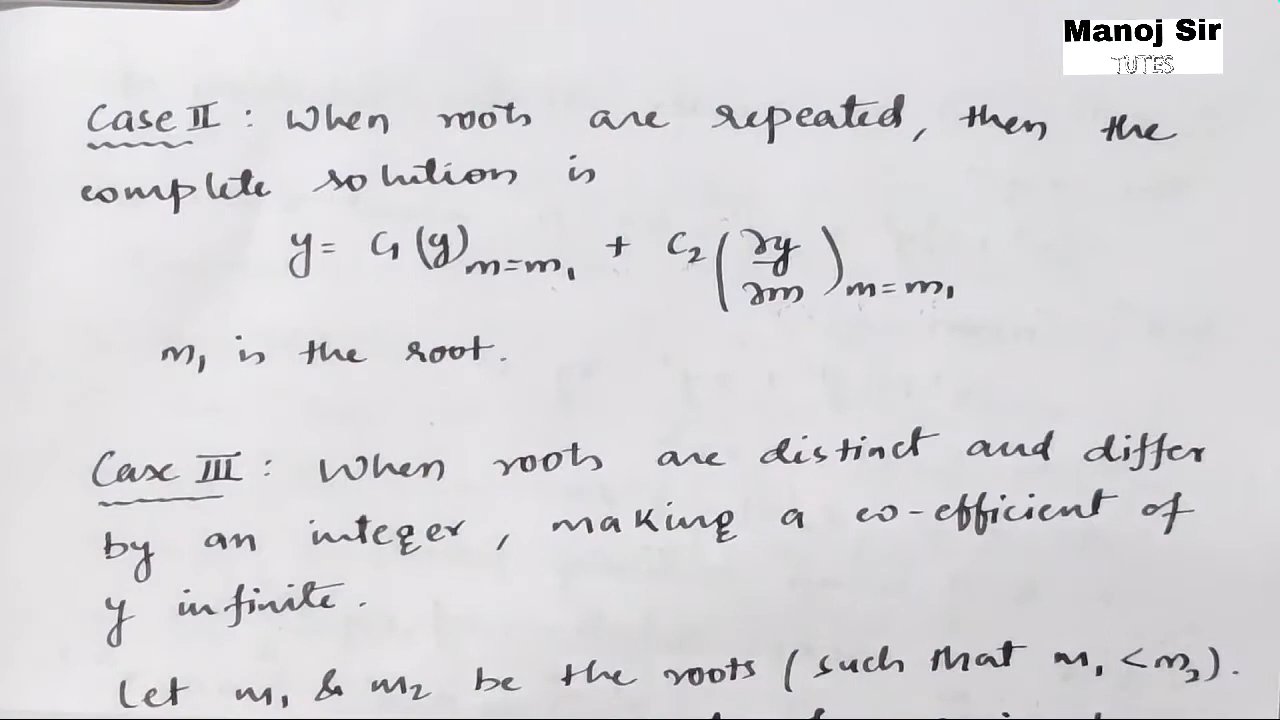 Manoj Sir
TUTES
Case II : When roots are repeated, then the
complete solution is
y = C₁ (y)ₘ₌ₘ₁ + C₂ (∂y/∂m)ₘ₌ₘ₁
m₁ is the root.
Case III : When roots are distinct and differ
by an integer, making a co-efficient of
y infinite.
Let m₁ & m₂ be the roots (such that m₁ < m₂).